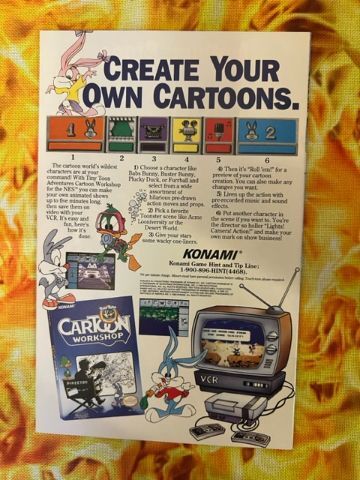 CREATE YOUR
OWN CARTOONS.
1
2
1 2 3 4 5 6
The cartoon world's wildest
characters are at your
command! With Tiny Toon
Adventures Cartoon Workshop
for the NES™ you can make
your own animated shows up
to five minutes long,
then save them on
video with your
VCR. It's easy and
fun, here's
how it's
done.
1) Choose a character like
Babs Bunny, Buster Bunny,
Plucky Duck, or Furrball and
select from a wide
assortment of
hilarious pre-drawn
action moves and props.
2) Pick a favorite
Toonster scene like Acme
Looniversity or the
Desert World.
3) Give your stars
some wacky one-liners.
4) Then it's "Roll 'em!" for a
preview of your cartoon
creation. You can also make any
changes you want.
5) Liven up the action with
pre-recorded music and sound
effects.
6) Put another character in
the scene if you want to. You're
the director so holler "Lights!
Camera! Action!" and make your
own mark on show business!
KONAMI
Konami Game Hint and Tip Line:
1-900-896-HINT(4468).
KONAMI
CARTOON
WORKSHOP
DIRECTOR
VCR